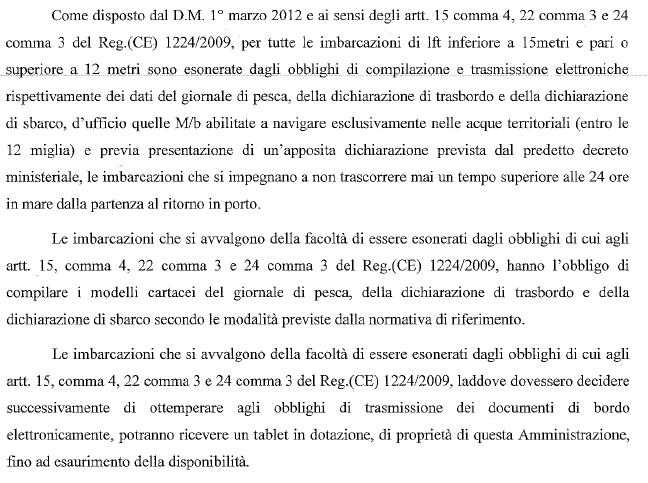 Come disposto dal D.M. 1° marzo 2012 e ai sensi degli artt. 15 comma 4, 22 comma 3 e 24
comma 3 del Reg.(CE) 1224/2009, per tutte le imbarcazioni di lft inferiore a 15metri e pari o
superiore a 12 metri sono esonerate dagli obblighi di compilazione e trasmissione elettroniche
rispettivamente dei dati del giornale di pesca, della dichiarazione di trasbordo e della dichiarazione
di sbarco, d'ufficio quelle M/b abilitate a navigare esclusivamente nelle acque territoriali (entro le
12 miglia) e previa presentazione di un'apposita dichiarazione prevista dal predetto decreto
ministeriale, le imbarcazioni che si impegnano a non trascorrere mai un tempo superiore alle 24 ore
in mare dalla partenza al ritorno in porto.
Le imbarcazioni che si avvalgono della facoltà di essere esonerati dagli obblighi di cui agli
artt. 15, comma 4, 22 comma 3 e 24 comma 3 del Reg.(CE) 1224/2009, hanno l'obbligo di
compilare i modelli cartacei del giornale di pesca, della dichiarazione di trasbordo e della
dichiarazione di sbarco secondo le modalità previste dalla normativa di riferimento.
Le imbarcazioni che si avvalgono della facoltà di essere esonerati dagli obblighi di cui agli
artt. 15, comma 4, 22 comma 3 e 24 comma 3 del Reg.(CE) 1224/2009, laddove dovessero decidere
successivamente di ottemperare agli obblighi di trasmissione dei documenti di bordo
elettronicamente, potranno ricevere un tablet in dotazione, di proprietà di questa Amministrazione,
fino ad esaurimento della disponibilità.